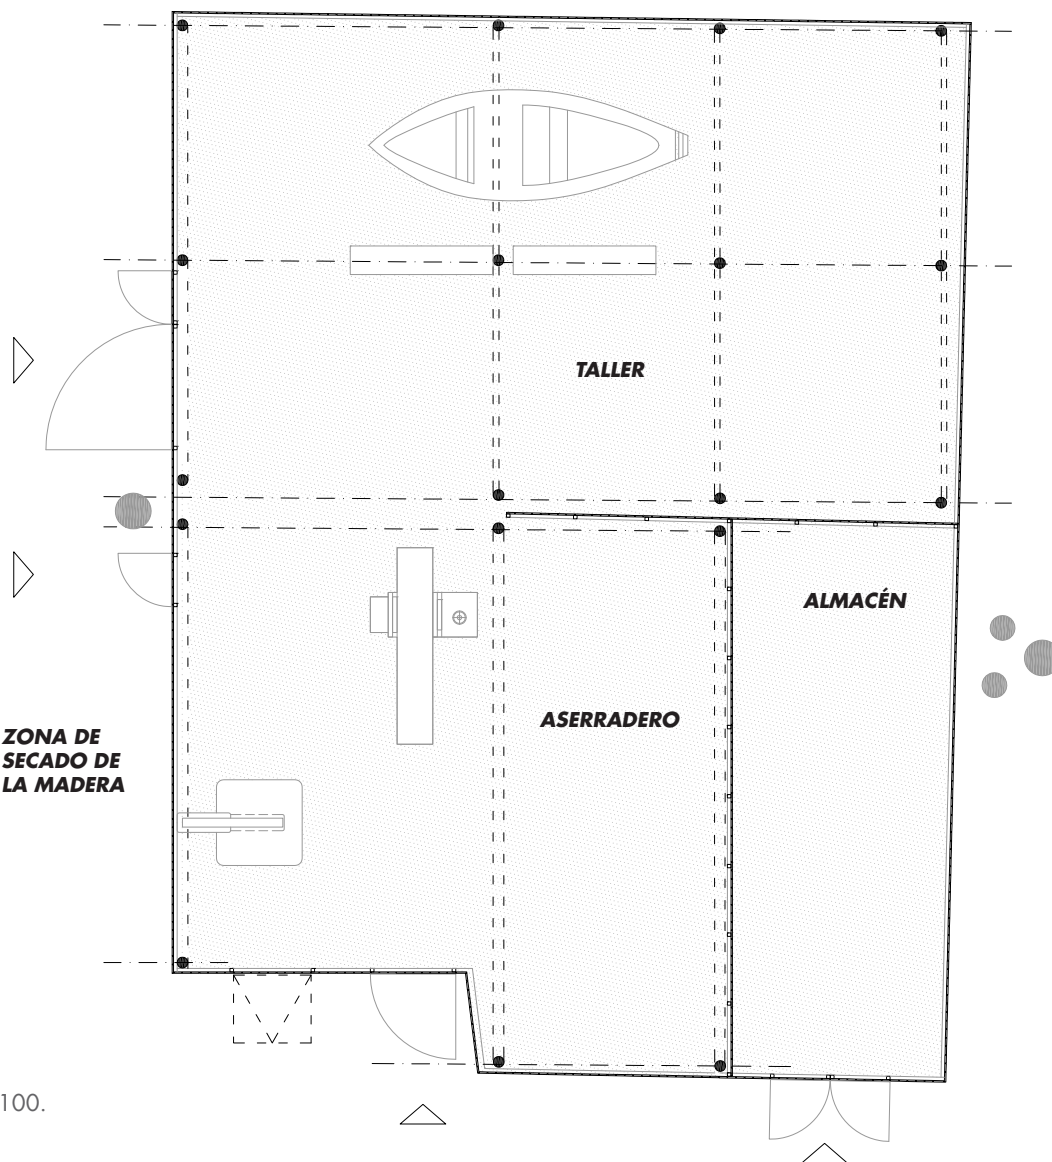 TALLER
ALMACÉN
ASERRADERO
ZONA DE
SECADO DE
LA MADERA
100.